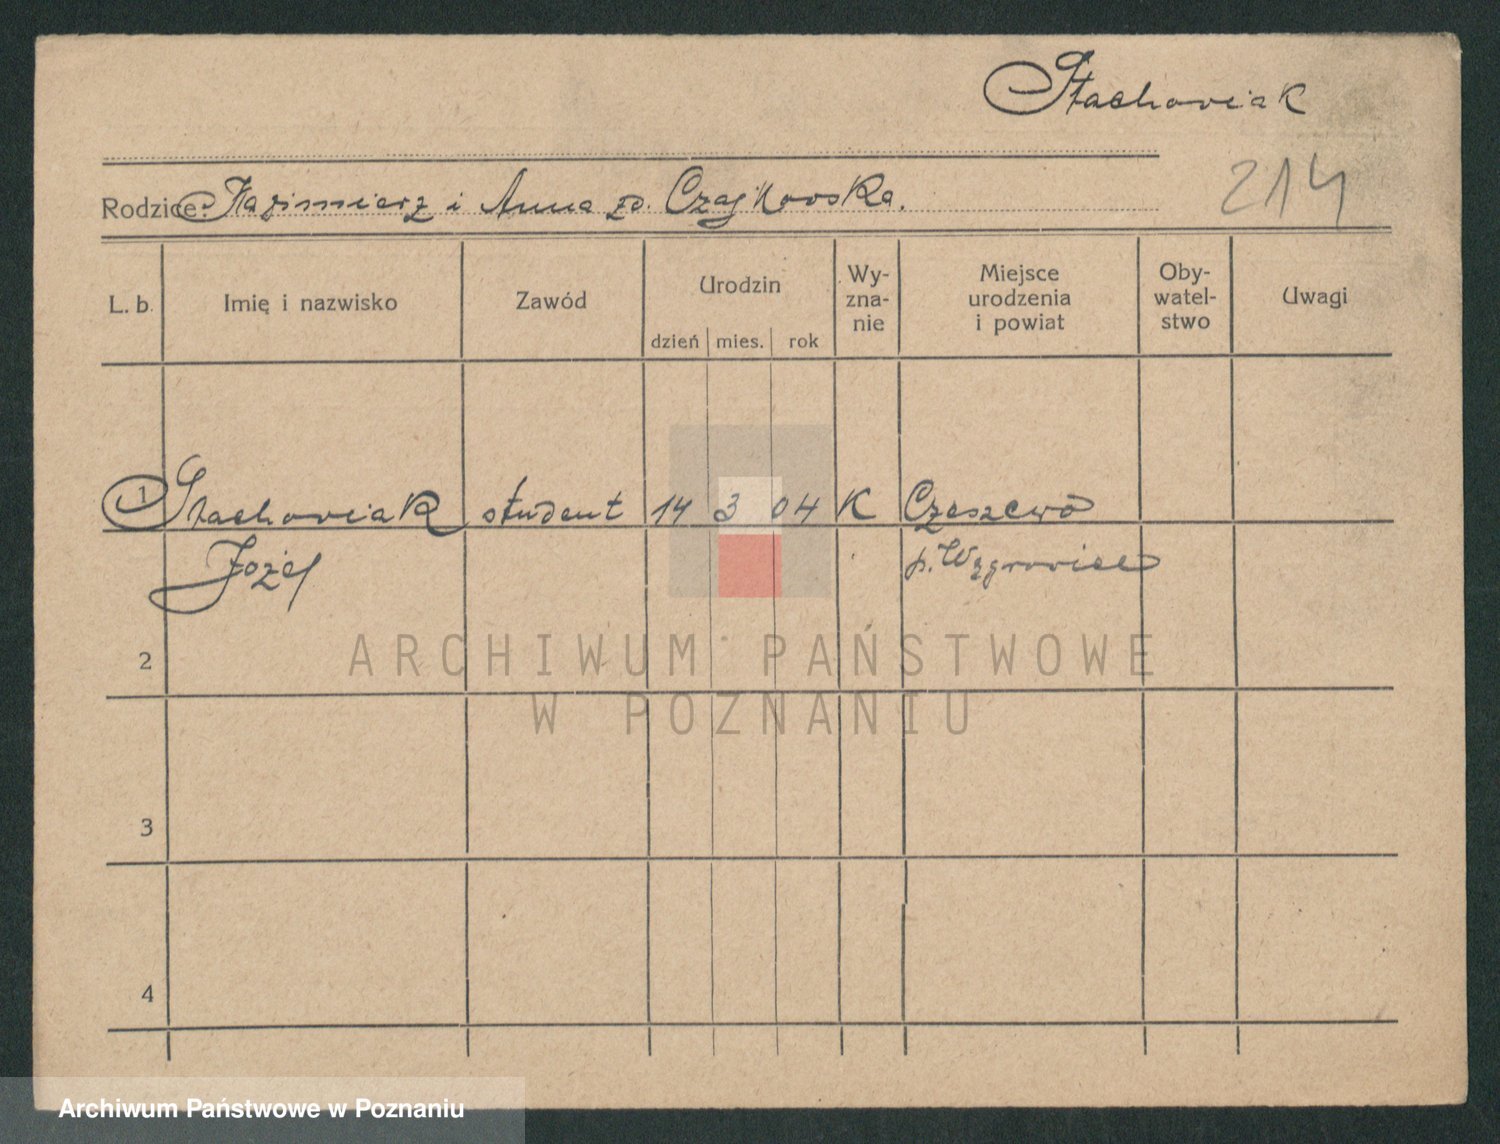 Stachowiak
Rodzice: Kazimierz i Anna zd. Czajkowska.
214
L. b. Imię i nazwisko Zawód Urodzin dzień mies. rok Wy-zna-nie Miejsce urodzenia i powiat Oby-watel-stwo Uwagi
1 Stachowiak student 14 3 04 K Czeszewo
Józef p. Wągrowiec
2
ARCHIWUM PAŃSTWOWE
W POZNANIU
3
4
Archiwum Państwowe w Poznaniu